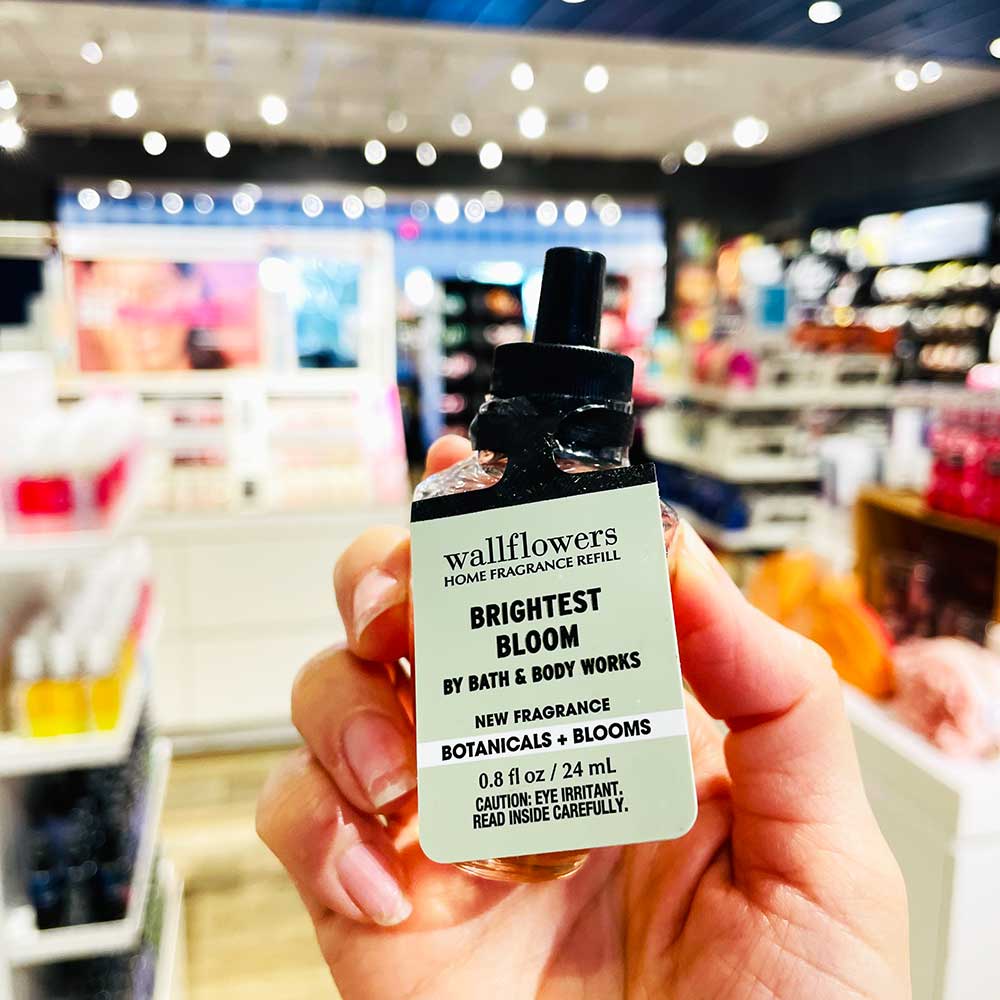 wallflowers
HOME FRAGRANCE REFILL
BRIGHTEST
BLOOM
BY BATH & BODY WORKS
NEW FRAGRANCE
BOTANICALS + BLOOMS
0.8 fl oz / 24 mL
CAUTION: EYE IRRITANT.
READ INSIDE CAREFULLY.